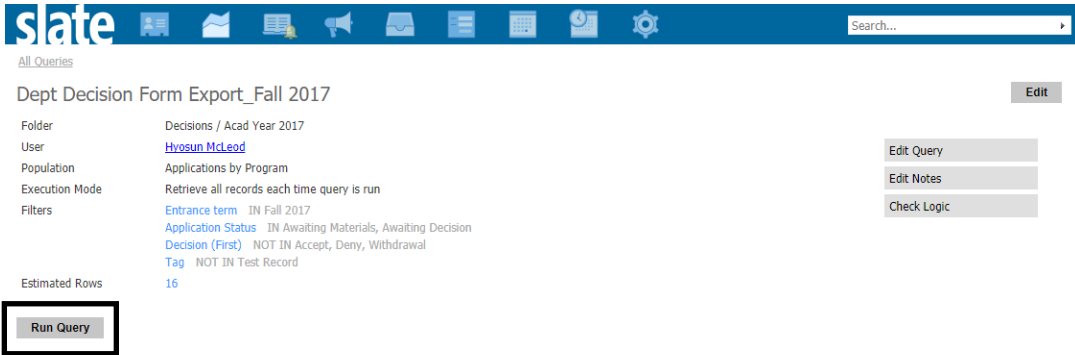 slate
Search...
All Queries
Dept Decision Form Export_Fall 2017
Edit
Folder Decisions / Acad Year 2017
User Hyosun McLeod
Population Applications by Program
Execution Mode Retrieve all records each time query is run
Filters Entrance term IN Fall 2017
Application Status IN Awaiting Materials, Awaiting Decision
Decision (First) NOT IN Accept, Deny, Withdrawal
Tag NOT IN Test Record
Estimated Rows 16
Edit Query
Edit Notes
Check Logic
Run Query